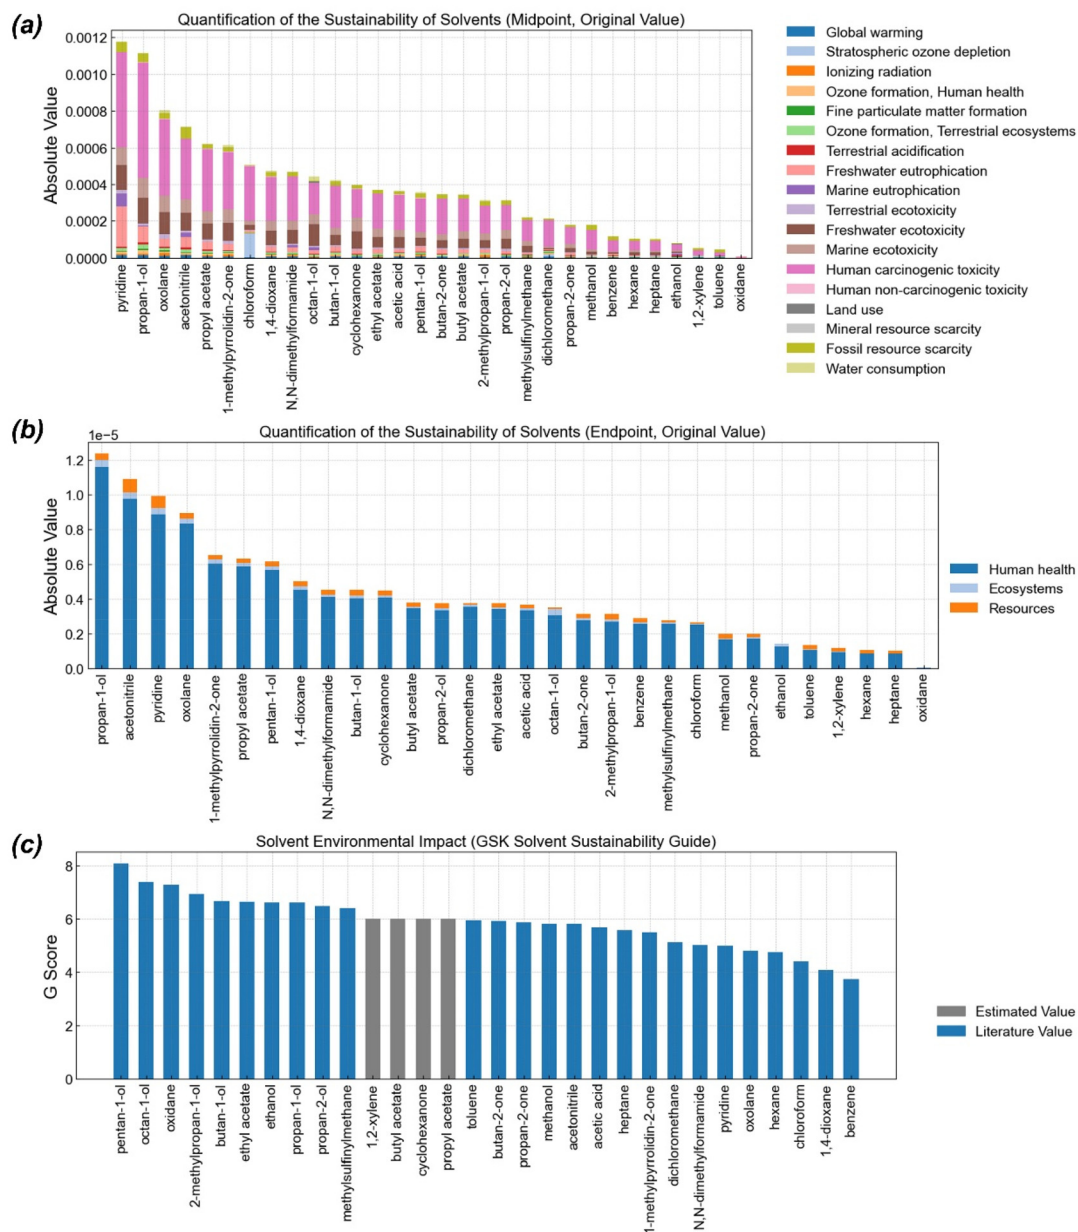 (a)
Quantification of the Sustainability of Solvents (Midpoint, Original Value)
Absolute Value
0.0012
0.0010
0.0008
0.0006
0.0004
0.0002
0.0000
pyridine
propan-1-ol
oxolane
acetonitrile
propyl acetate
1-methylpyrrolidin-2-one
chloroform
1,4-dioxane
N,N-dimethylformamide
octan-1-ol
butan-1-ol
cyclohexanone
ethyl acetate
acetic acid
pentan-1-ol
butan-2-one
butyl acetate
2-methylpropan-1-ol
propan-2-ol
methylsulfinylmethane
dichloromethane
propan-2-one
methanol
benzene
hexane
heptane
ethanol
1,2-xylene
toluene
oxidane
Global warming
Stratospheric ozone depletion
Ionizing radiation
Ozone formation, Human health
Fine particulate matter formation
Ozone formation, Terrestrial ecosystems
Terrestrial acidification
Freshwater eutrophication
Marine eutrophication
Terrestrial ecotoxicity
Freshwater ecotoxicity
Marine ecotoxicity
Human carcinogenic toxicity
Human non-carcinogenic toxicity
Land use
Mineral resource scarcity
Fossil resource scarcity
Water consumption
(b)
1e−5
Quantification of the Sustainability of Solvents (Endpoint, Original Value)
Absolute Value
1.2
1.0
0.8
0.6
0.4
0.2
0.0
propan-1-ol
acetonitrile
pyridine
oxolane
1-methylpyrrolidin-2-one
propyl acetate
pentan-1-ol
1,4-dioxane
N,N-dimethylformamide
butan-1-ol
cyclohexanone
butyl acetate
propan-2-ol
dichloromethane
ethyl acetate
acetic acid
octan-1-ol
butan-2-one
2-methylpropan-1-ol
benzene
methylsulfinylmethane
chloroform
methanol
propan-2-one
ethanol
toluene
1,2-xylene
hexane
heptane
oxidane
Human health
Ecosystems
Resources
(c)
Solvent Environmental Impact (GSK Solvent Sustainability Guide)
G Score
8
6
4
2
0
pentan-1-ol
octan-1-ol
oxidane
2-methylpropan-1-ol
butan-1-ol
ethyl acetate
ethanol
propan-1-ol
propan-2-ol
methylsulfinylmethane
1,2-xylene
butyl acetate
cyclohexanone
propyl acetate
toluene
butan-2-one
propan-2-one
methanol
acetonitrile
acetic acid
heptane
1-methylpyrrolidin-2-one
dichloromethane
N,N-dimethylformamide
pyridine
oxolane
hexane
chloroform
1,4-dioxane
benzene
Estimated Value
Literature Value